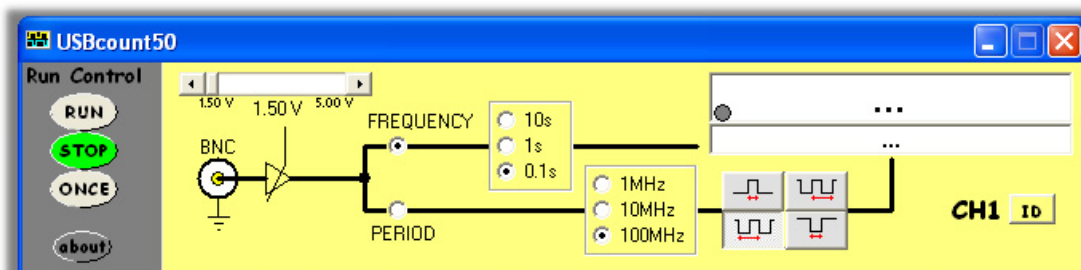 USBcount50
Run Control
RUN
STOP
ONCE
about
1.50 V
1.50 V
5.00 V
BNC
FREQUENCY
10s
1s
0.1s
PERIOD
1MHz
10MHz
100MHz
...
...
CH1
ID